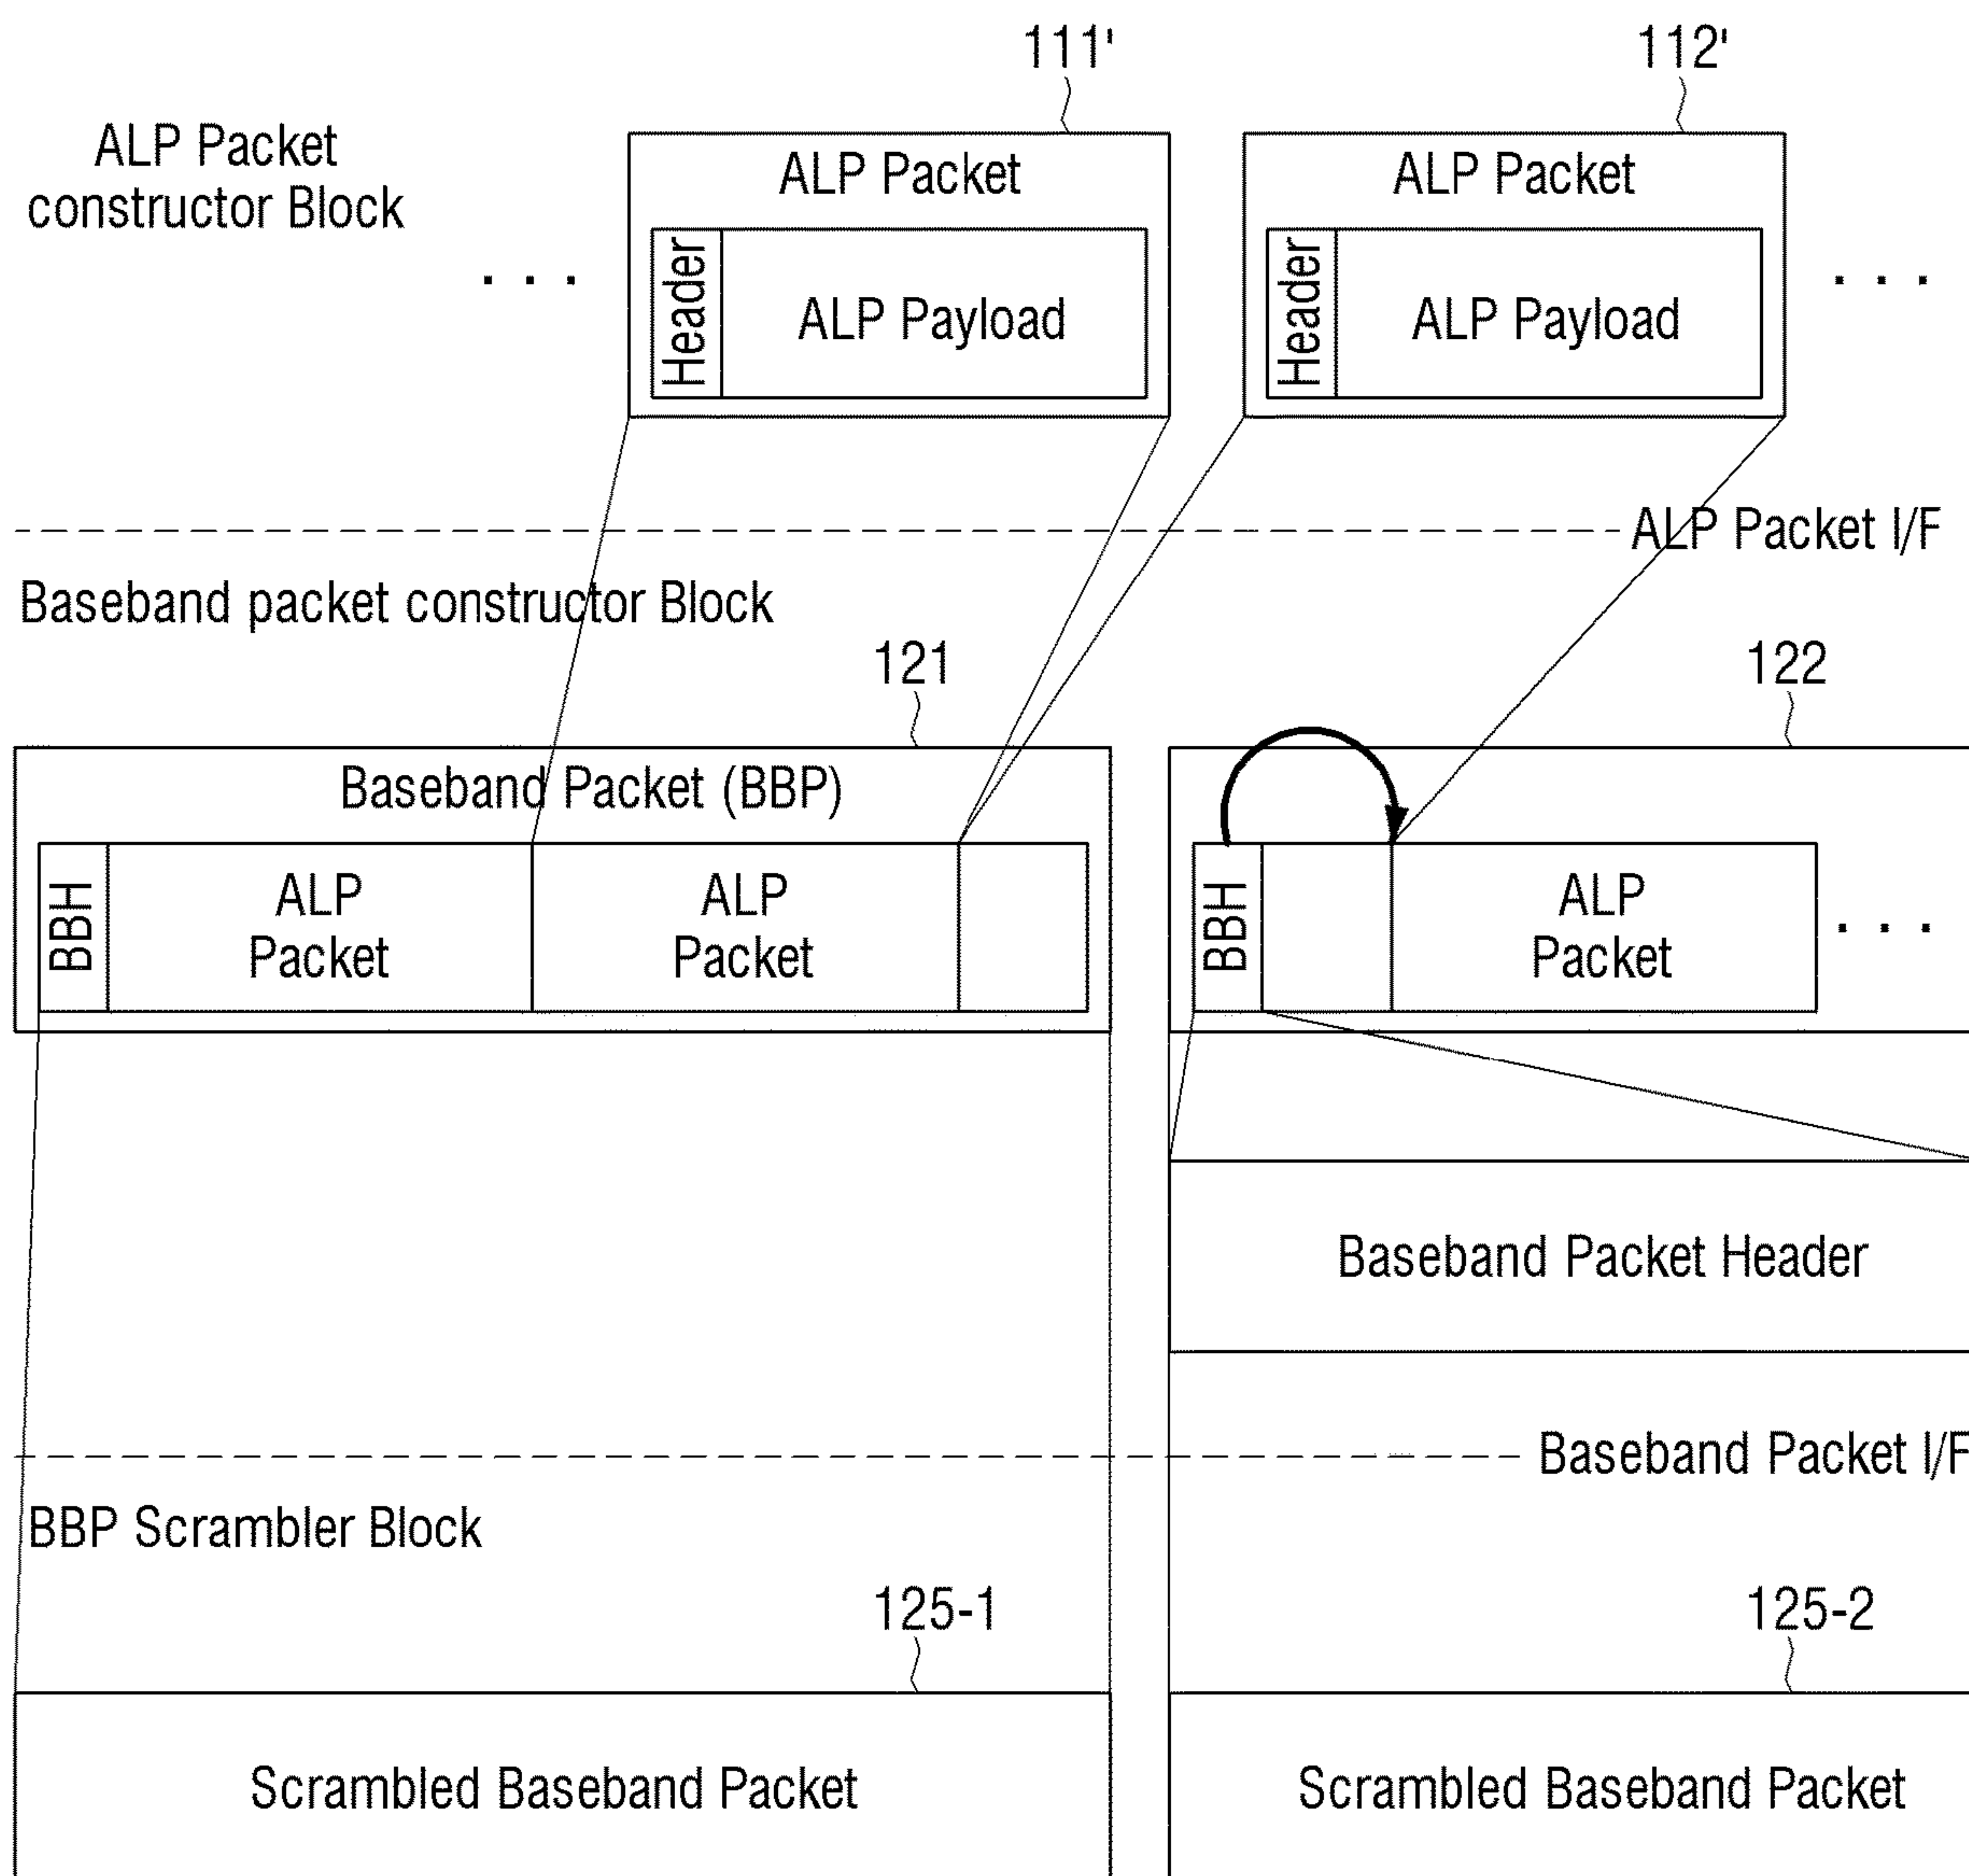 111'
112'
ALP Packet
constructor Block
ALP Packet
ALP Packet
. . .
Header
ALP Payload
Header
ALP Payload
. . .
ALP Packet I/F
Baseband packet constructor Block
121
122
Baseband Packet (BBP)
BBH
ALP
Packet
ALP
Packet
BBH
ALP
Packet
. . .
Baseband Packet Header
Baseband Packet I/F
BBP Scrambler Block
125-1
125-2
Scrambled Baseband Packet
Scrambled Baseband Packet